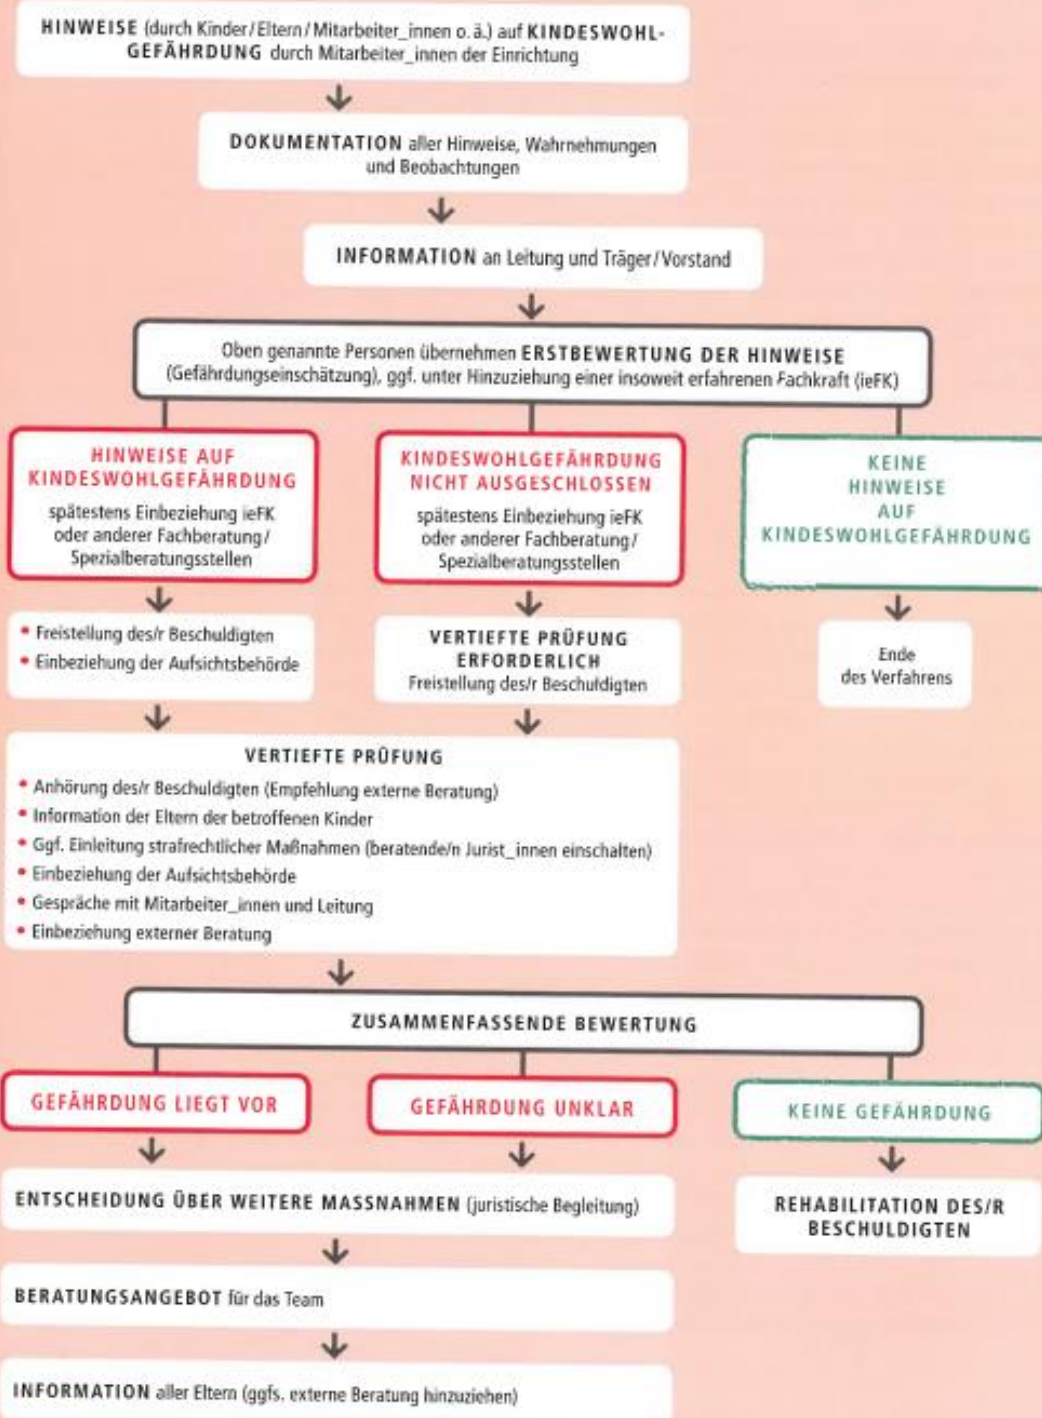 HINWEISE (durch Kinder/Eltern/Mitarbeiter_innen o. ä.) auf KINDESWOHL-
GEFÄHRDUNG durch Mitarbeiter_innen der Einrichtung
DOKUMENTATION aller Hinweise, Wahrnehmungen
und Beobachtungen
INFORMATION an Leitung und Träger/Vorstand
Oben genannte Personen übernehmen ERSTBEWERTUNG DER HINWEISE
(Gefährdungseinschätzung), ggf. unter Hinzuziehung einer insoweit erfahrenen Fachkraft (ieFK)
HINWEISE AUF
KINDESWOHLGEFÄHRDUNG
spätestens Einbeziehung ieFK
oder anderer Fachberatung/
Spezialberatungsstellen
KINDESWOHLGEFÄHRDUNG
NICHT AUSGESCHLOSSEN
spätestens Einbeziehung ieFK
oder anderer Fachberatung/
Spezialberatungsstellen
KEINE
HINWEISE
AUF
KINDESWOHLGEFÄHRDUNG
• Freistellung des/r Beschuldigten
• Einbeziehung der Aufsichtsbehörde
VERTIEFTE PRÜFUNG
ERFORDERLICH
Freistellung des/r Beschuldigten
Ende
des Verfahrens
VERTIEFTE PRÜFUNG
• Anhörung des/r Beschuldigten (Empfehlung externe Beratung)
• Information der Eltern der betroffenen Kinder
• Ggf. Einleitung strafrechtlicher Maßnahmen (beratende/n Jurist_innen einschalten)
• Einbeziehung der Aufsichtsbehörde
• Gespräche mit Mitarbeiter_innen und Leitung
• Einbeziehung externer Beratung
ZUSAMMENFASSENDE BEWERTUNG
GEFÄHRDUNG LIEGT VOR
GEFÄHRDUNG UNKLAR
KEINE GEFÄHRDUNG
ENTSCHEIDUNG ÜBER WEITERE MASSNAHMEN (juristische Begleitung)
REHABILITATION DES/R
BESCHULDIGTEN
BERATUNGSANGEBOT für das Team
INFORMATION aller Eltern (ggfs. externe Beratung hinzuziehen)